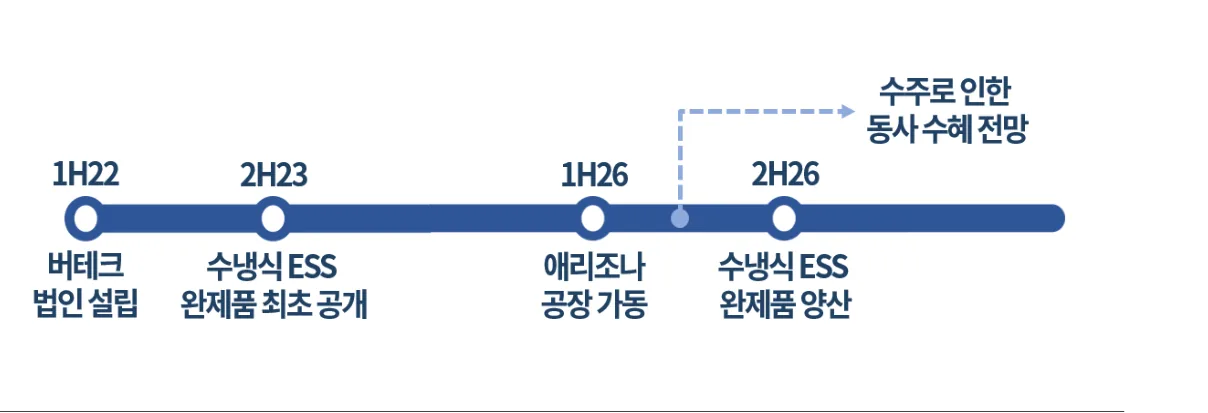 수주로 인한
동사 수혜 전망
1H22
2H23
1H26
2H26
버테크
법인 설립
수냉식 ESS
완제품 최초 공개
애리조나
공장 가동
수냉식 ESS
완제품 양산